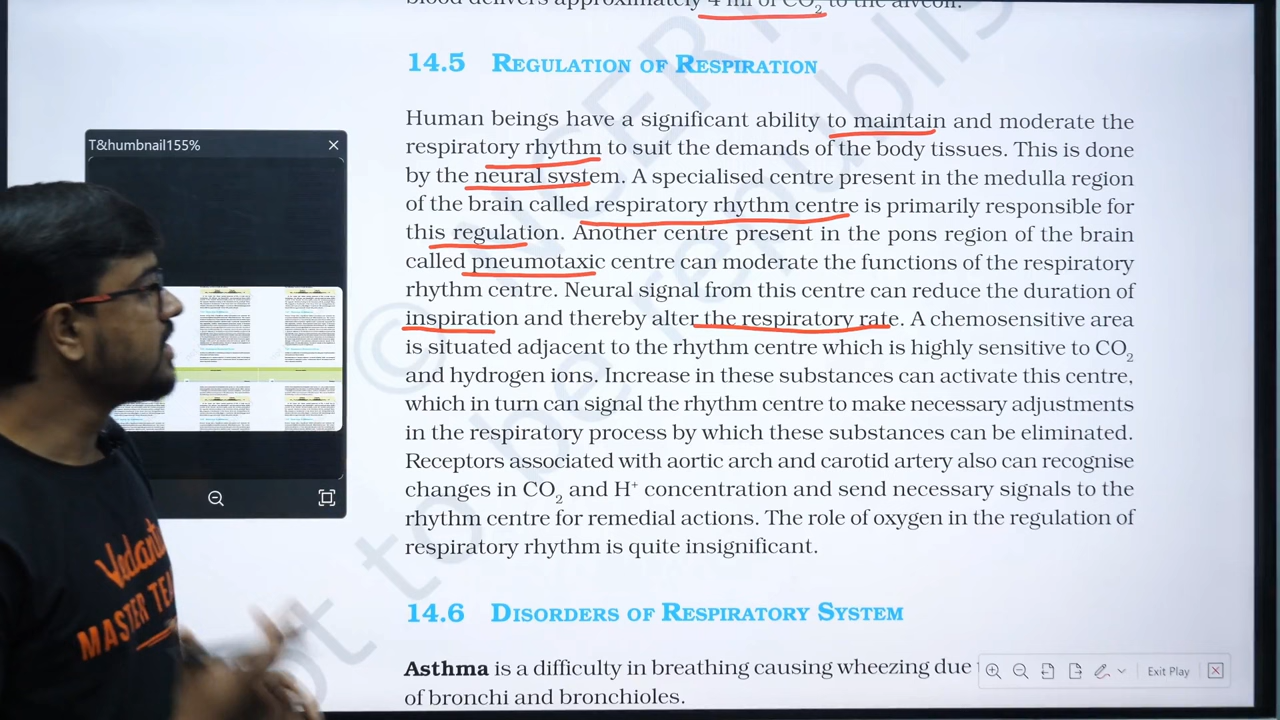 blood delivers approximately 4 ml of CO2 to the alveoli.
14.5 REGULATION OF RESPIRATION
Human beings have a significant ability to maintain and moderate the
respiratory rhythm to suit the demands of the body tissues. This is done
by the neural system. A specialised centre present in the medulla region
of the brain called respiratory rhythm centre is primarily responsible for
this regulation. Another centre present in the pons region of the brain
called pneumotaxic centre can moderate the functions of the respiratory
rhythm centre. Neural signal from this centre can reduce the duration of
inspiration and thereby alter the respiratory rate. A chemosensitive area
is situated adjacent to the rhythm centre which is highly sensitive to CO2
and hydrogen ions. Increase in these substances can activate this centre,
which in turn can signal the rhythm centre to make necessary adjustments
in the respiratory process by which these substances can be eliminated.
Receptors associated with aortic arch and carotid artery also can recognise
changes in CO2 and H+ concentration and send necessary signals to the
rhythm centre for remedial actions. The role of oxygen in the regulation of
respiratory rhythm is quite insignificant.
14.6 DISORDERS OF RESPIRATORY SYSTEM
Asthma is a difficulty in breathing causing wheezing due
of bronchi and bronchioles.
T&humbnail155%
Exit Play
MASTER